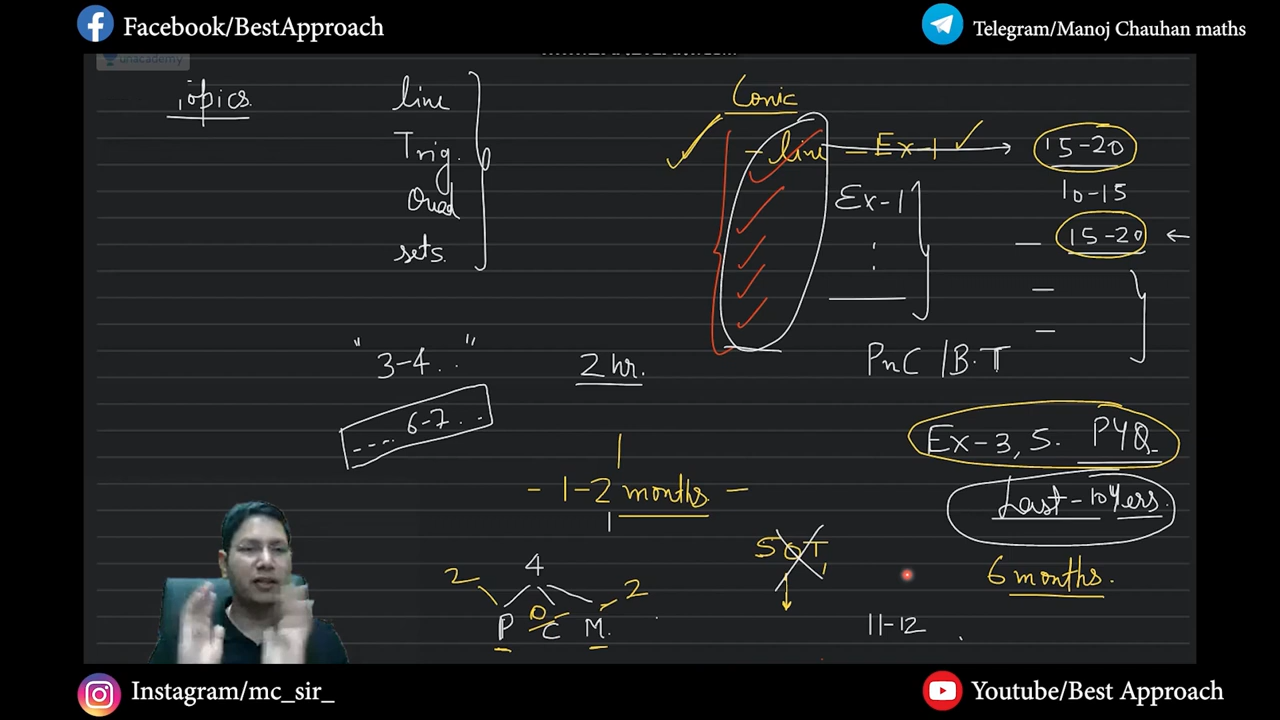 Facebook/BestApproach
Telegram/Manoj Chauhan maths
unacademy
Topics
line
Trig.
Quad
sets.
Conic
- line - Ex-1
15-20
Ex-1
10-15
15-20
PnC / B.T
"3-4.."
2 hr.
.... 6-7...
Ex-3, 5. PYQ
- 1-2 months -
Last-10Yers.
SOT
6 months.
2 4 2
P C M.
0
11-12
Instagram/mc_sir_
Youtube/Best Approach